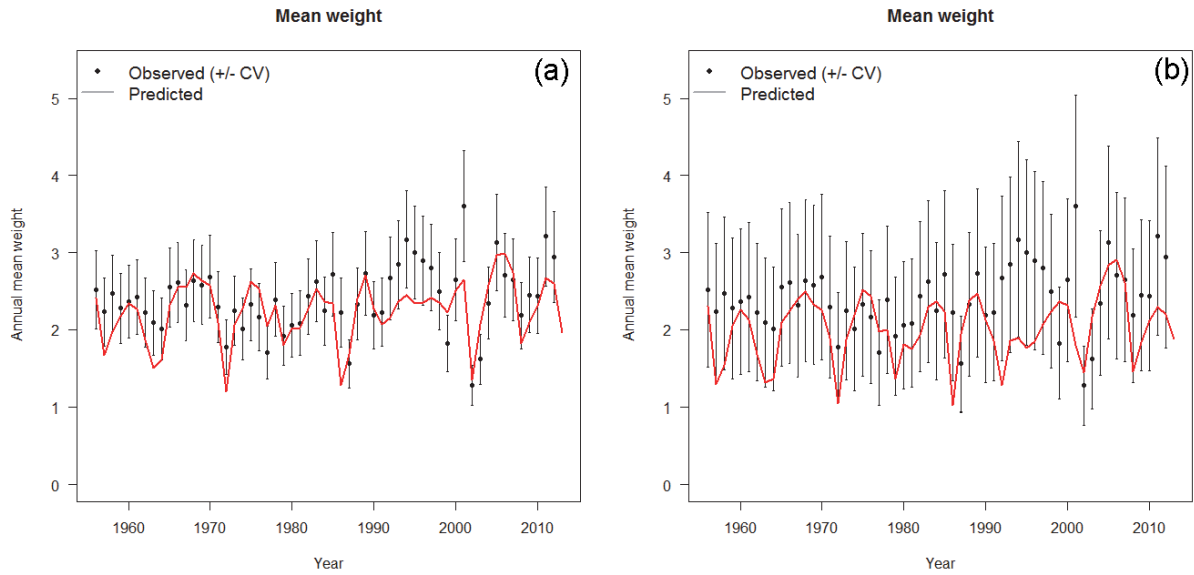 Mean weight
(a)
Observed (+/- CV)
Predicted
5
4
3
2
1
0
Annual mean weight
1960 1970 1980 1990 2000 2010
Year
Mean weight
(b)
Observed (+/- CV)
Predicted
5
4
3
2
1
0
Annual mean weight
1960 1970 1980 1990 2000 2010
Year